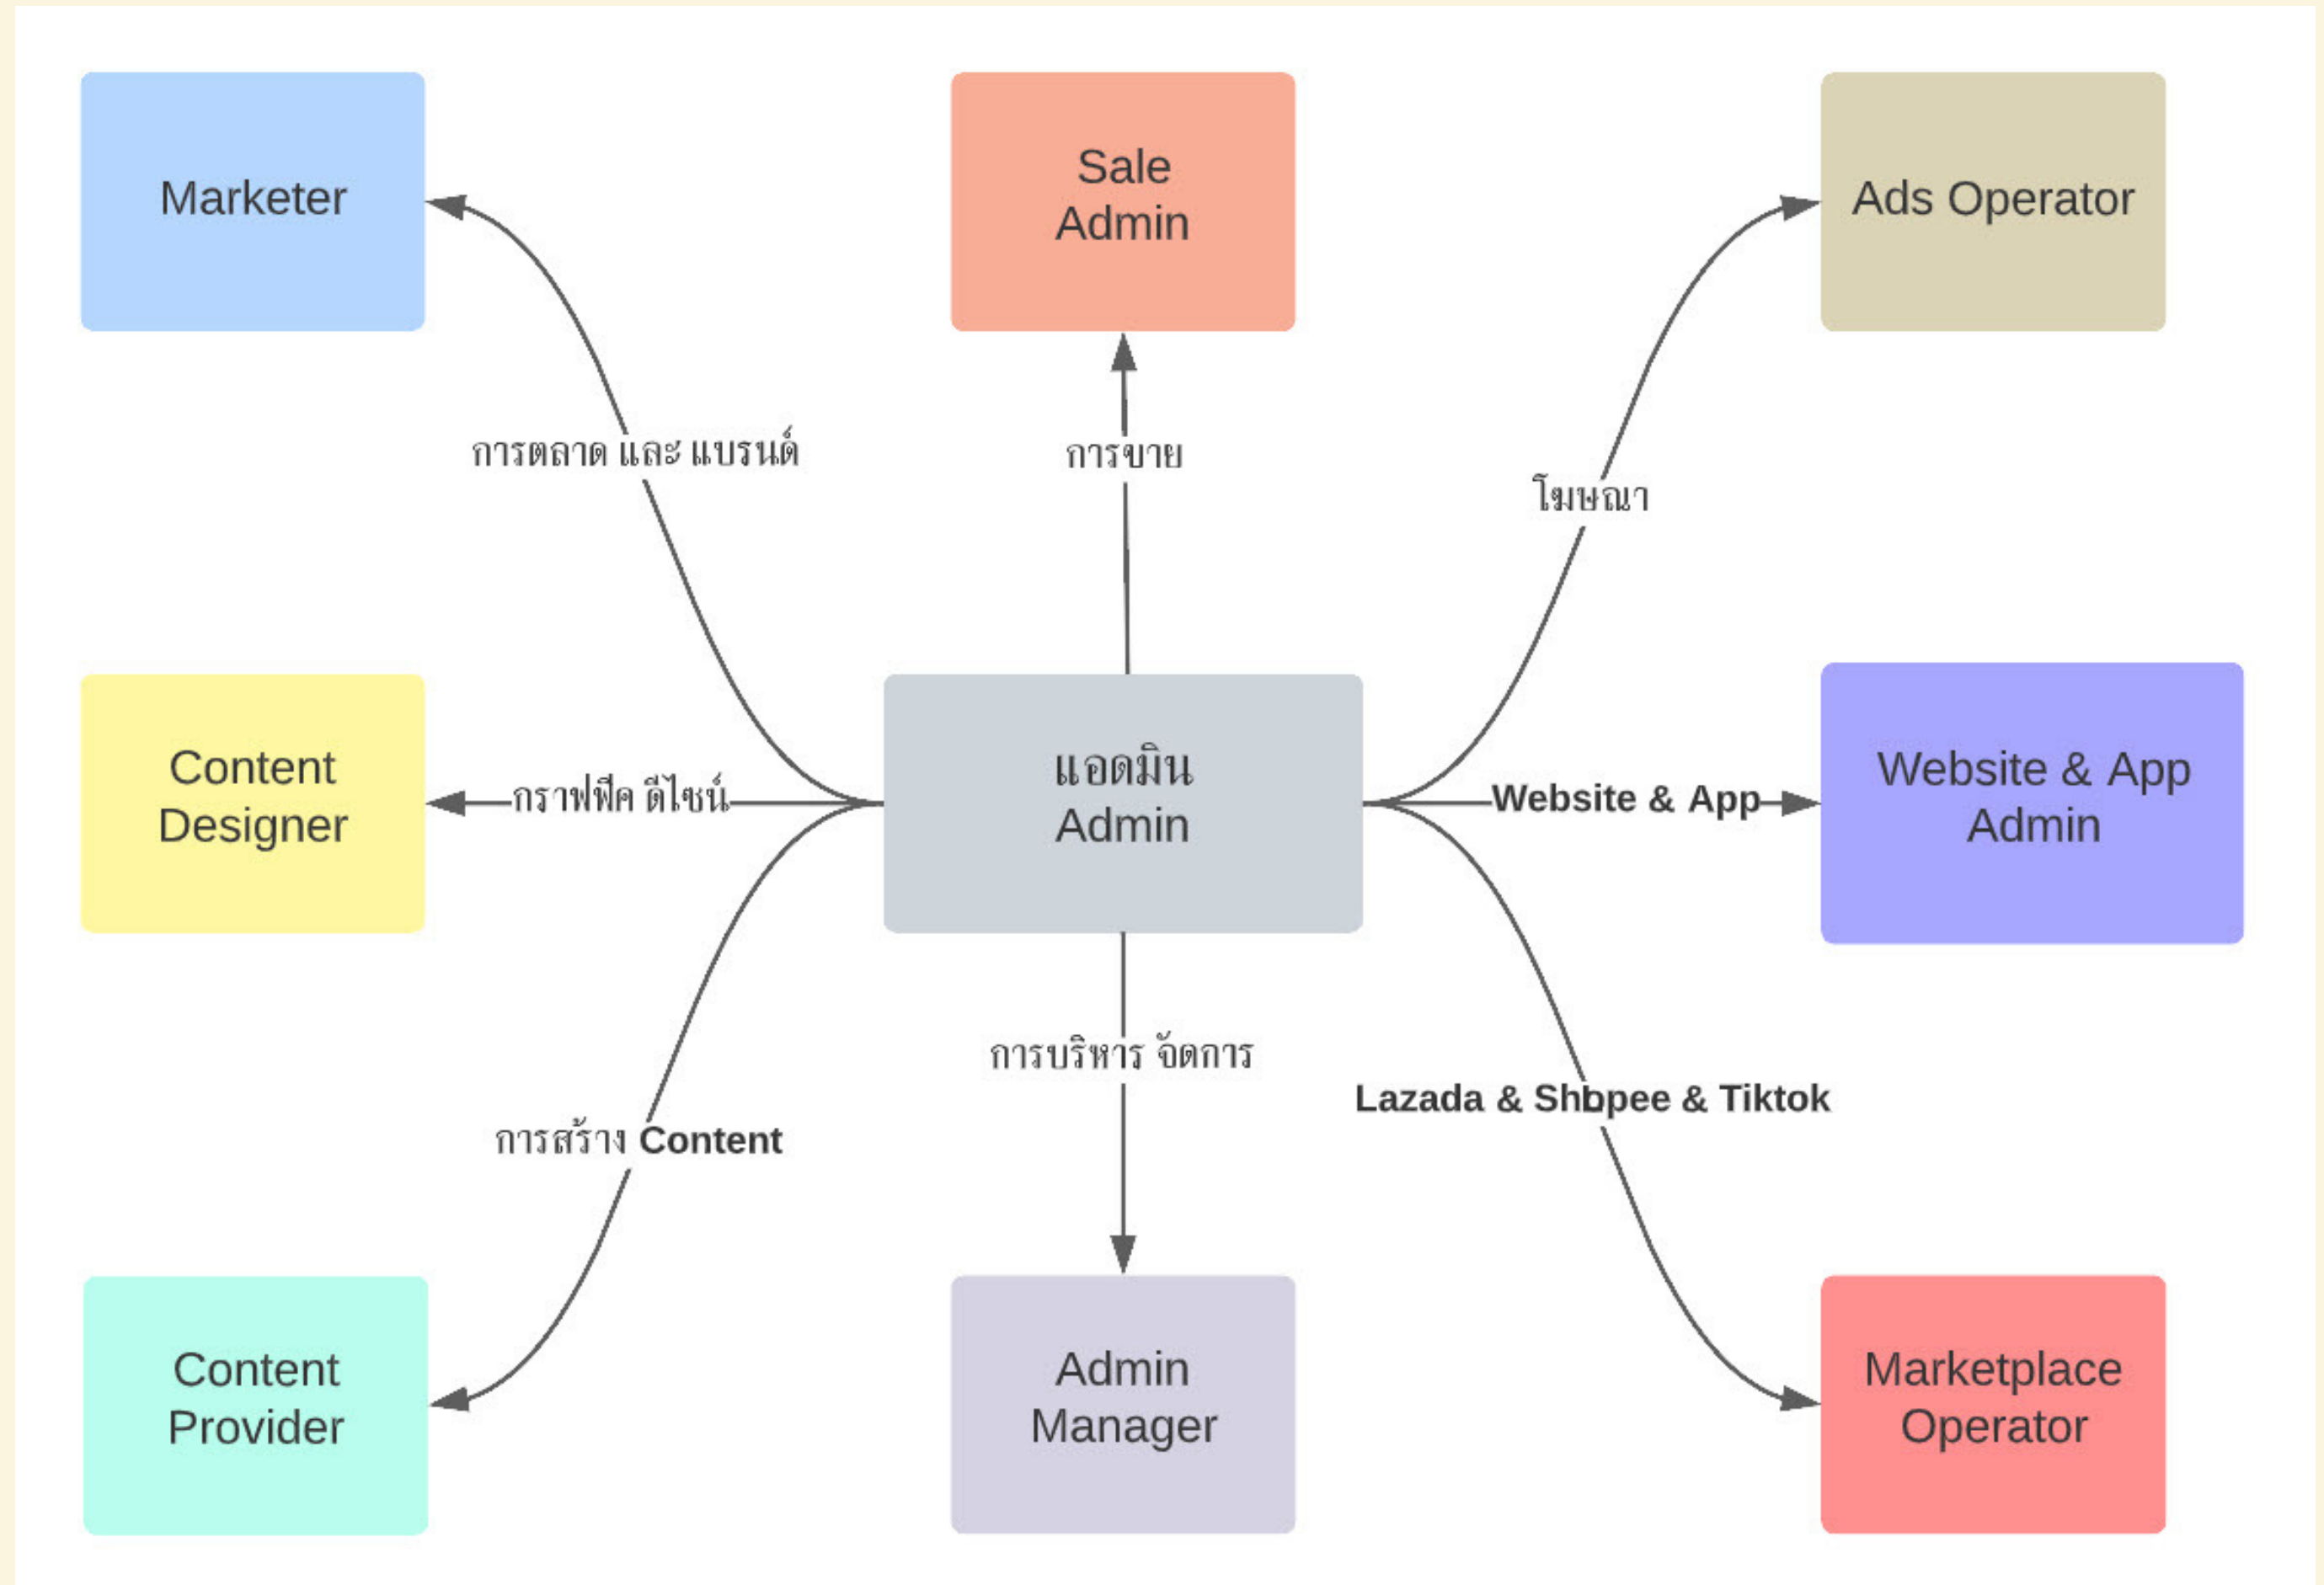 Marketer
Sale
Admin
Ads Operator
การตลาด และ แบรนด์
การขาย
โฆษณา
Content
Designer
กราฟฟีค ดีไซน์
แอดมิน
Admin
Website & App
Website & App
Admin
การบริหาร จัดการ
Lazada & Shopee & Tiktok
การสร้าง Content
Content
Provider
Admin
Manager
Marketplace
Operator